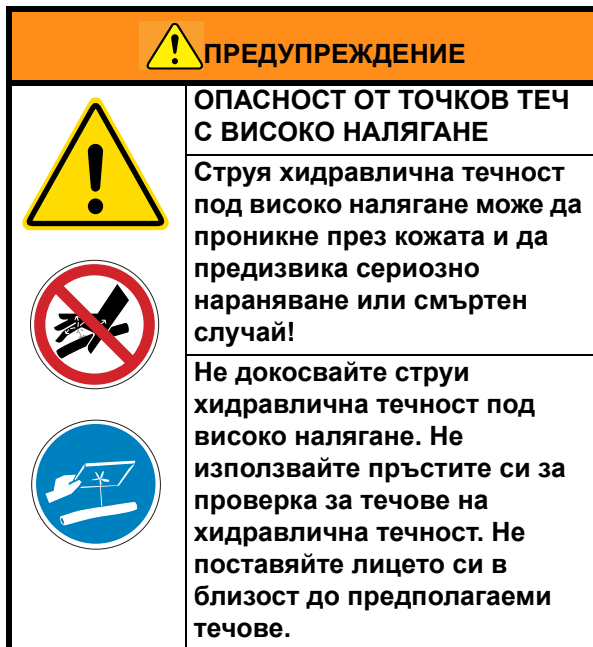 ПРЕДУПРЕЖДЕНИЕ
ОПАСНОСТ ОТ ТОЧКОВ ТЕЧ
С ВИСОКО НАЛЯГАНЕ
Струя хидравлична течност
под високо налягане може да
проникне през кожата и да
предизвика сериозно
нараняване или смъртен
случай!
Не докосвайте струи
хидравлична течност под
високо налягане. Не
използвайте пръстите си за
проверка за течове на
хидравлична течност. Не
поставяйте лицето си в
близост до предполагаеми
течове.